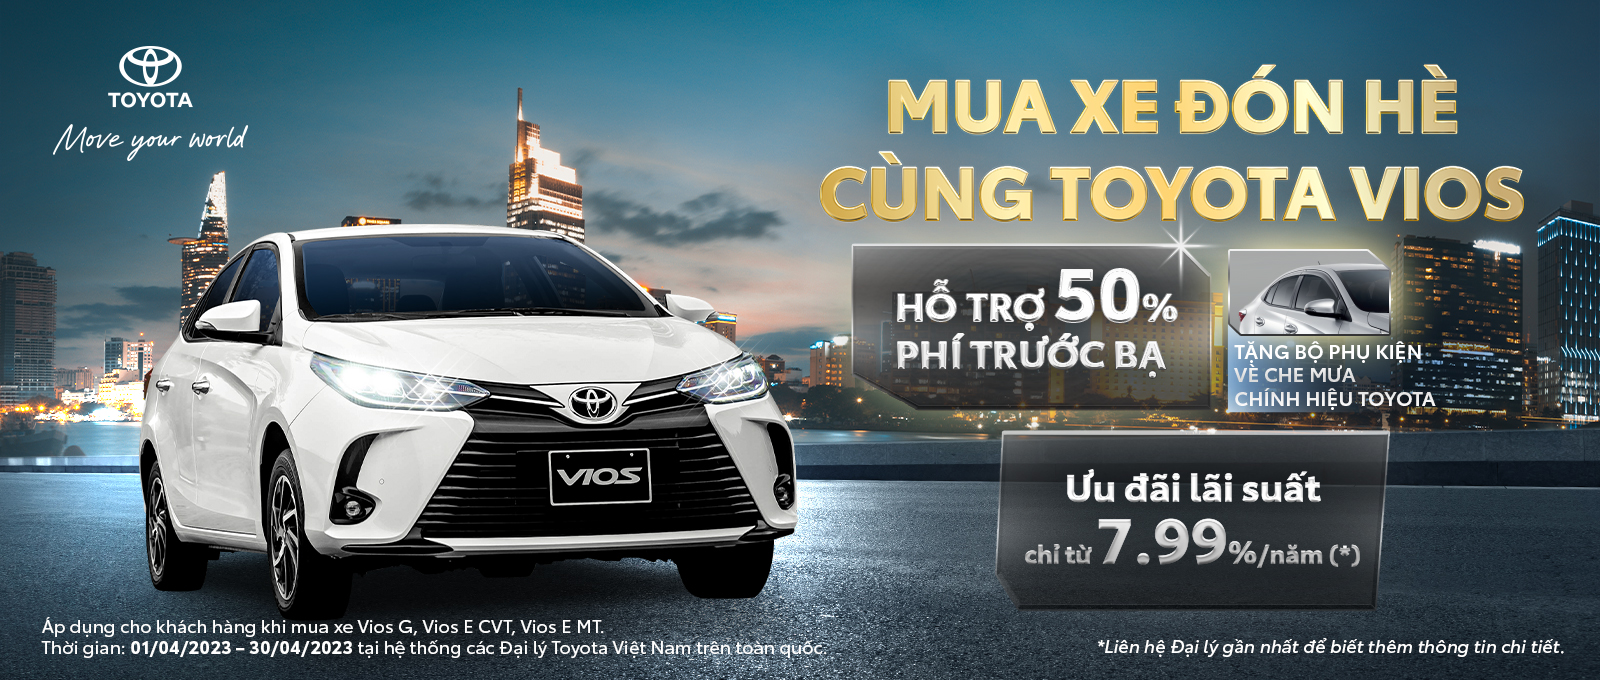 TOYOTA
Move your world
MUA XE ĐÓN HÈ
CÙNG TOYOTA VIOS
HỖ TRỢ 50%
PHÍ TRƯỚC BẠ
TẶNG BỘ PHỤ KIỆN
VÈ CHE MƯA
CHÍNH HIỆU TOYOTA
Ưu đãi lãi suất
chỉ từ 7.99%/năm (*)
VIOS
Áp dụng cho khách hàng khi mua xe Vios G, Vios E CVT, Vios E MT.
Thời gian: 01/04/2023 – 30/04/2023 tại hệ thống các Đại lý Toyota Việt Nam trên toàn quốc.
*Liên hệ Đại lý gần nhất để biết thêm thông tin chi tiết.